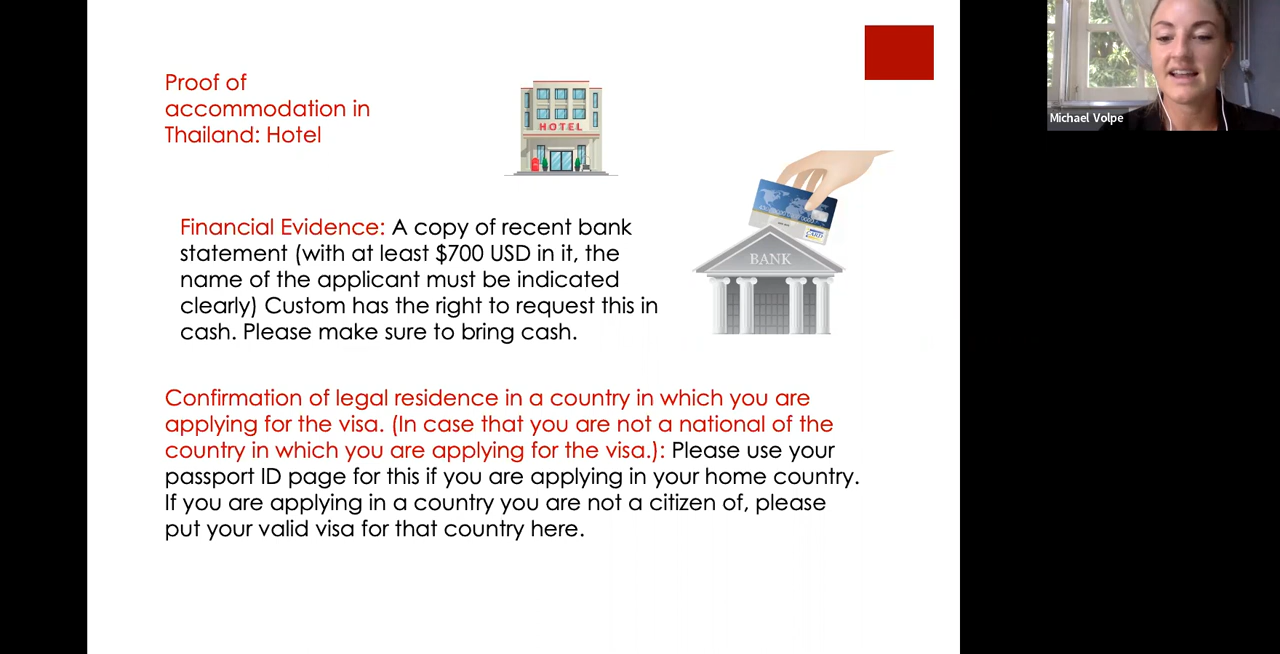 Proof of
accommodation in
Thailand: Hotel
HOTEL
Michael Volpe
BANK
Financial Evidence: A copy of recent bank
statement (with at least $700 USD in it, the
name of the applicant must be indicated
clearly) Custom has the right to request this in
cash. Please make sure to bring cash.
Confirmation of legal residence in a country in which you are
applying for the visa. (In case that you are not a national of the
country in which you are applying for the visa.): Please use your
passport ID page for this if you are applying in your home country.
If you are applying in a country you are not a citizen of, please
put your valid visa for that country here.